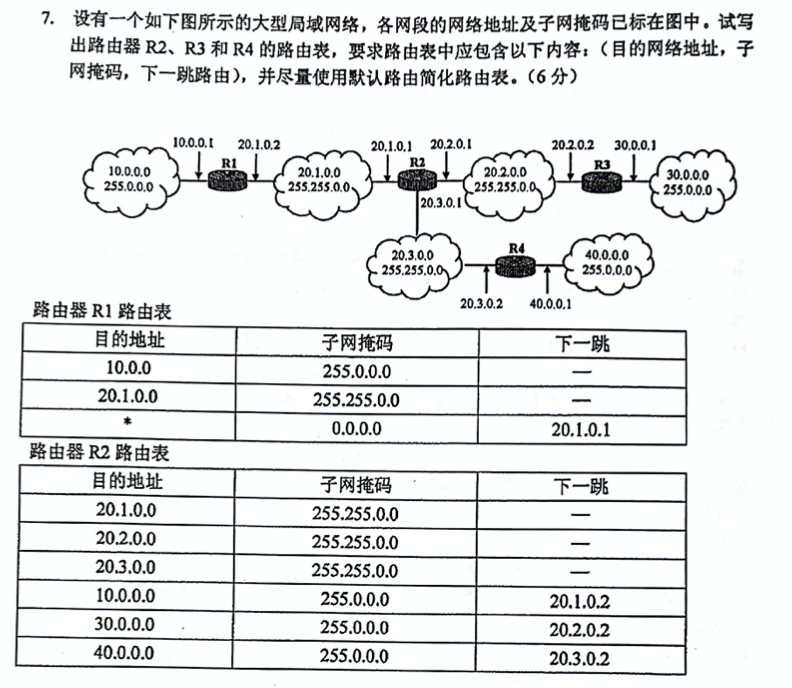 7. 设有一个如下图所示的大型局域网络，各网段的网络地址及子网掩码已标在图中。试写
出路由器 R2、R3 和 R4 的路由表，要求路由表中应包含以下内容：（目的网络地址，子
网掩码，下一跳路由），并尽量使用默认路由简化路由表。（6 分）
10.0.0.1 20.1.0.2 20.1.0.1 20.2.0.1 20.2.0.2 30.0.0.1
R1 R2 R3
10.0.0.0 20.1.0.0 20.2.0.0 30.0.0.0
255.0.0.0 255.255.0.0 255.255.0.0 255.0.0.0
20.3.0.1
R4
20.3.0.0 40.0.0.0
255.255.0.0 255.0.0.0
20.3.0.2 40.0.0.1
路由器 R1 路由表
目的地址 子网掩码 下一跳
10.0.0 255.0.0.0 —
20.1.0.0 255.255.0.0 —
* 0.0.0.0 20.1.0.1
路由器 R2 路由表
目的地址 子网掩码 下一跳
20.1.0.0 255.255.0.0 —
20.2.0.0 255.255.0.0 —
20.3.0.0 255.255.0.0 —
10.0.0.0 255.0.0.0 20.1.0.2
30.0.0.0 255.0.0.0 20.2.0.2
40.0.0.0 255.0.0.0 20.3.0.2